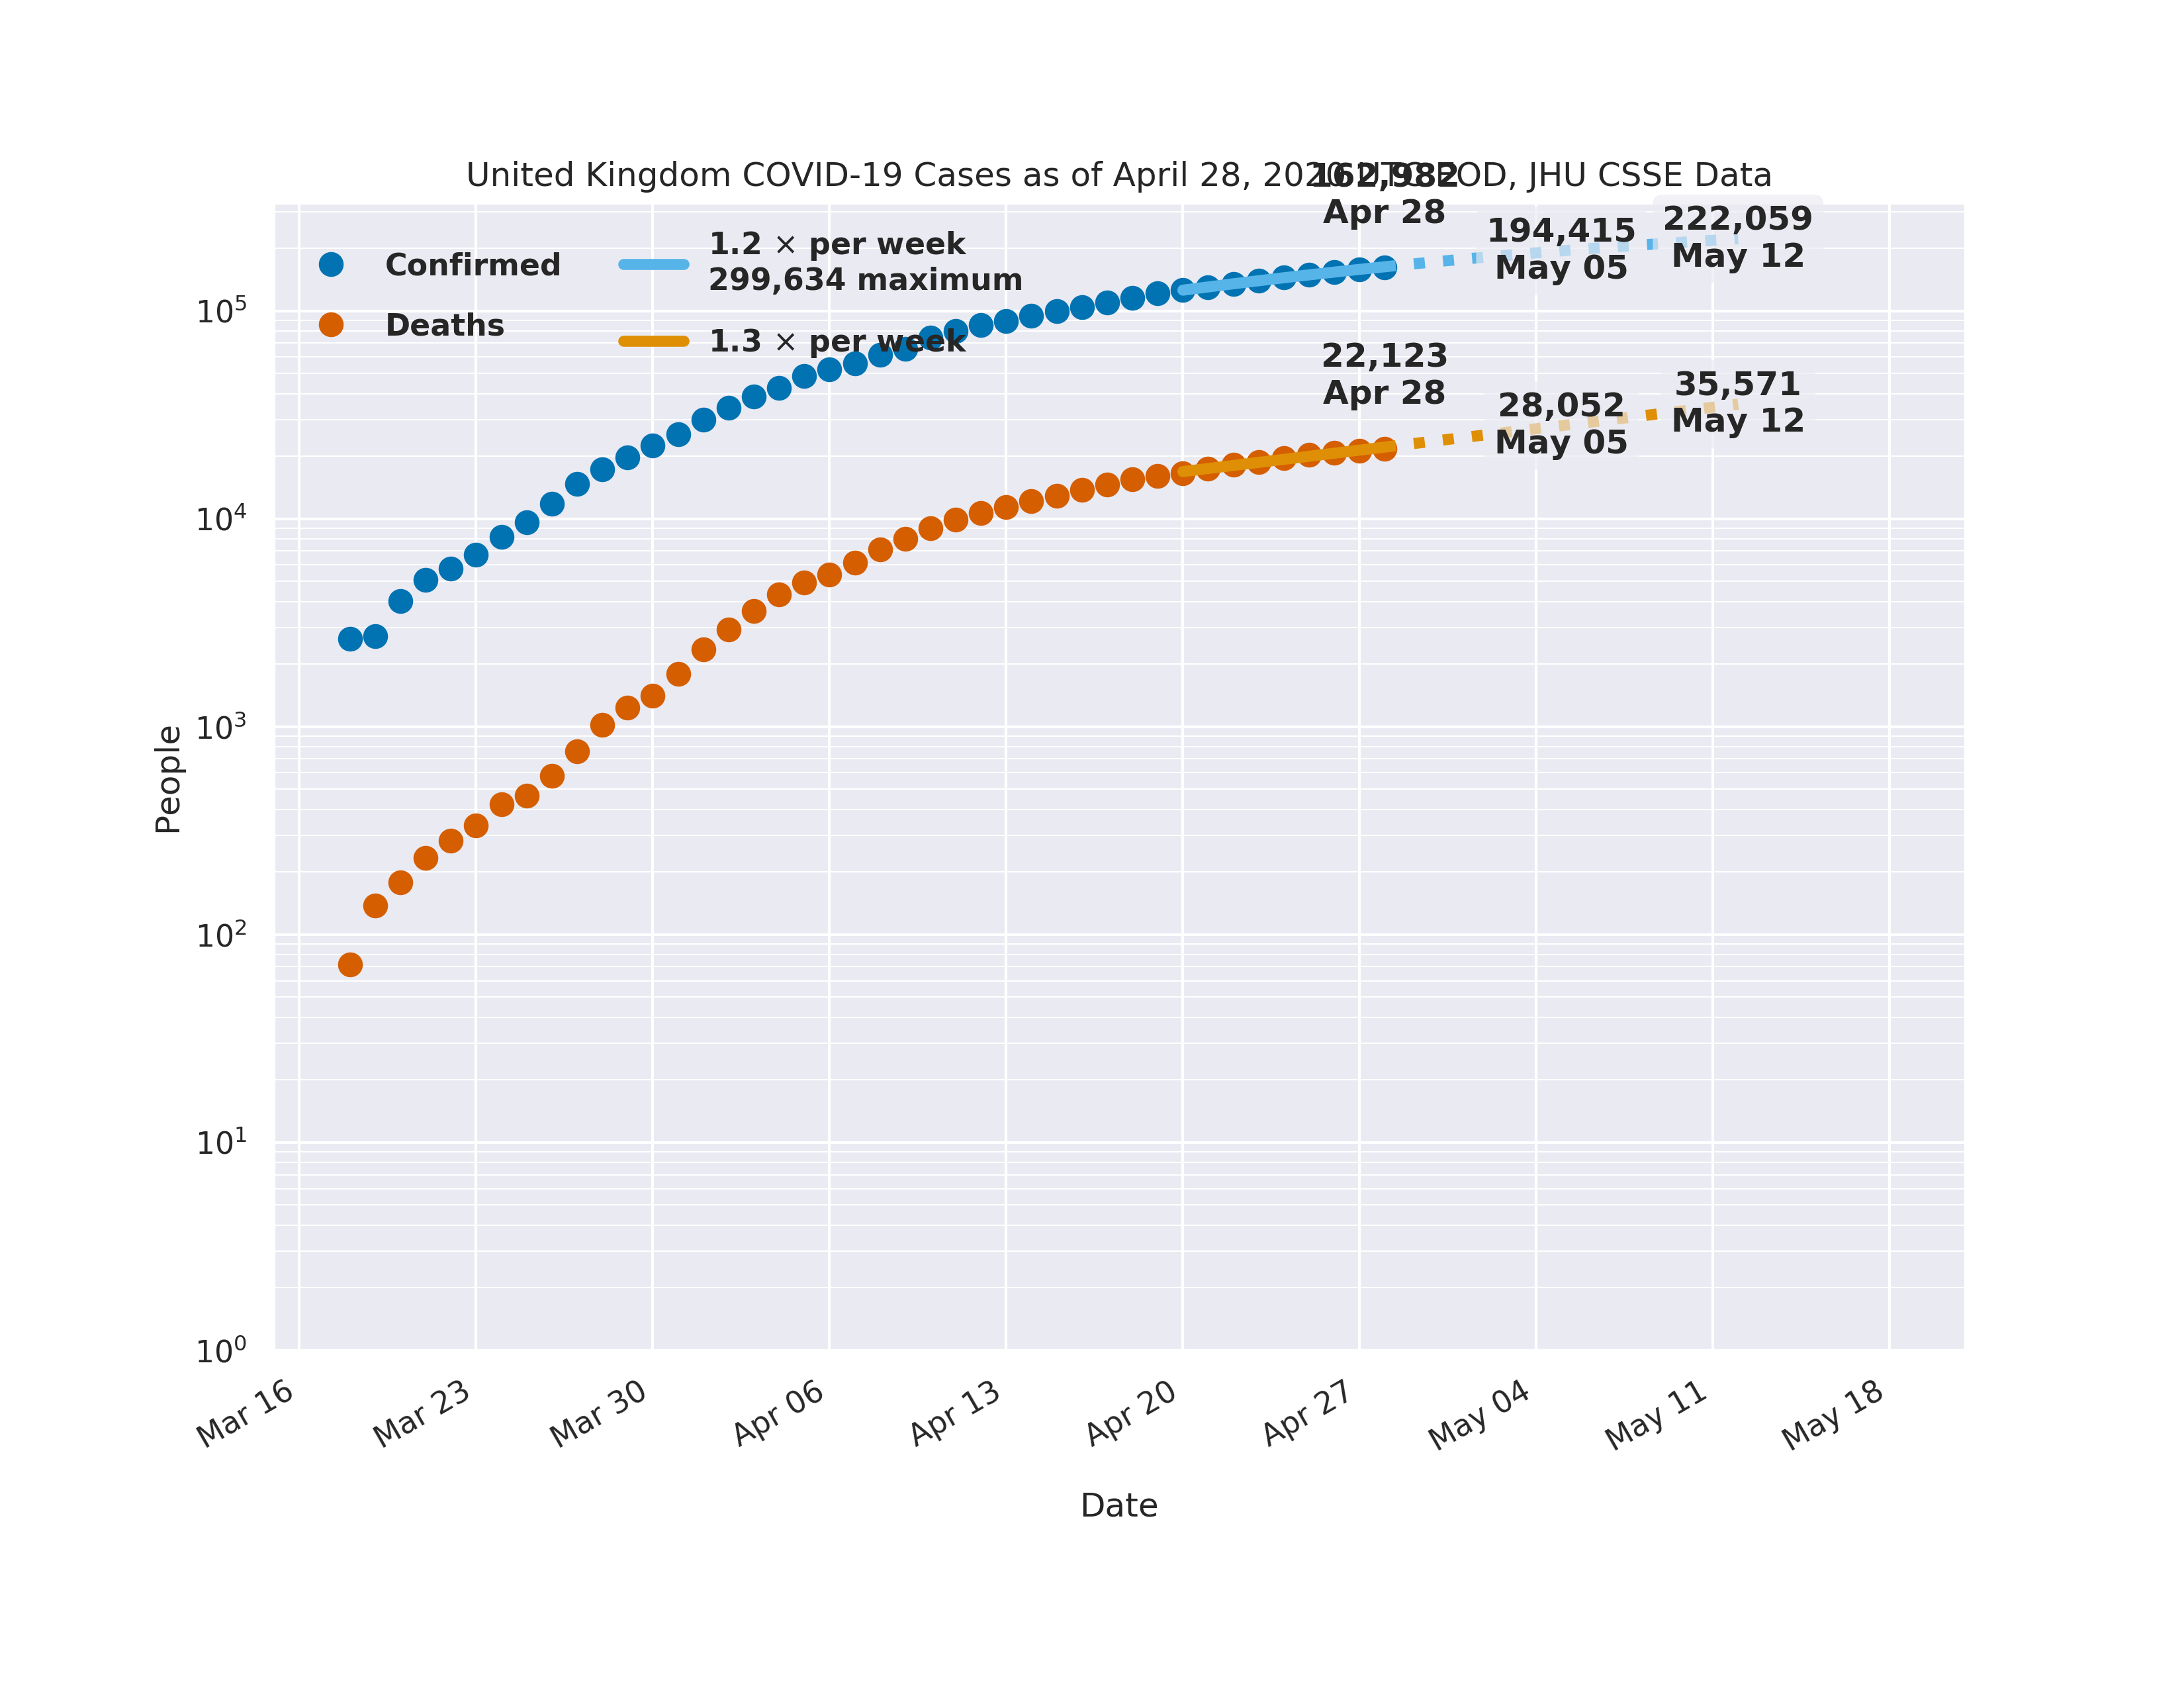 United Kingdom COVID-19 Cases as of April 28, 2020 UTC EOD, JHU CSSE Data
162,982
Apr 28
194,415
May 05
222,059
May 12
Confirmed
Deaths
1.2 × per week
299,634 maximum
1.3 × per week
22,123
Apr 28
28,052
May 05
35,571
May 12
People
10⁵
10⁴
10³
10²
10¹
10⁰
Mar 16
Mar 23
Mar 30
Apr 06
Apr 13
Apr 20
Apr 27
May 04
May 11
May 18
Date